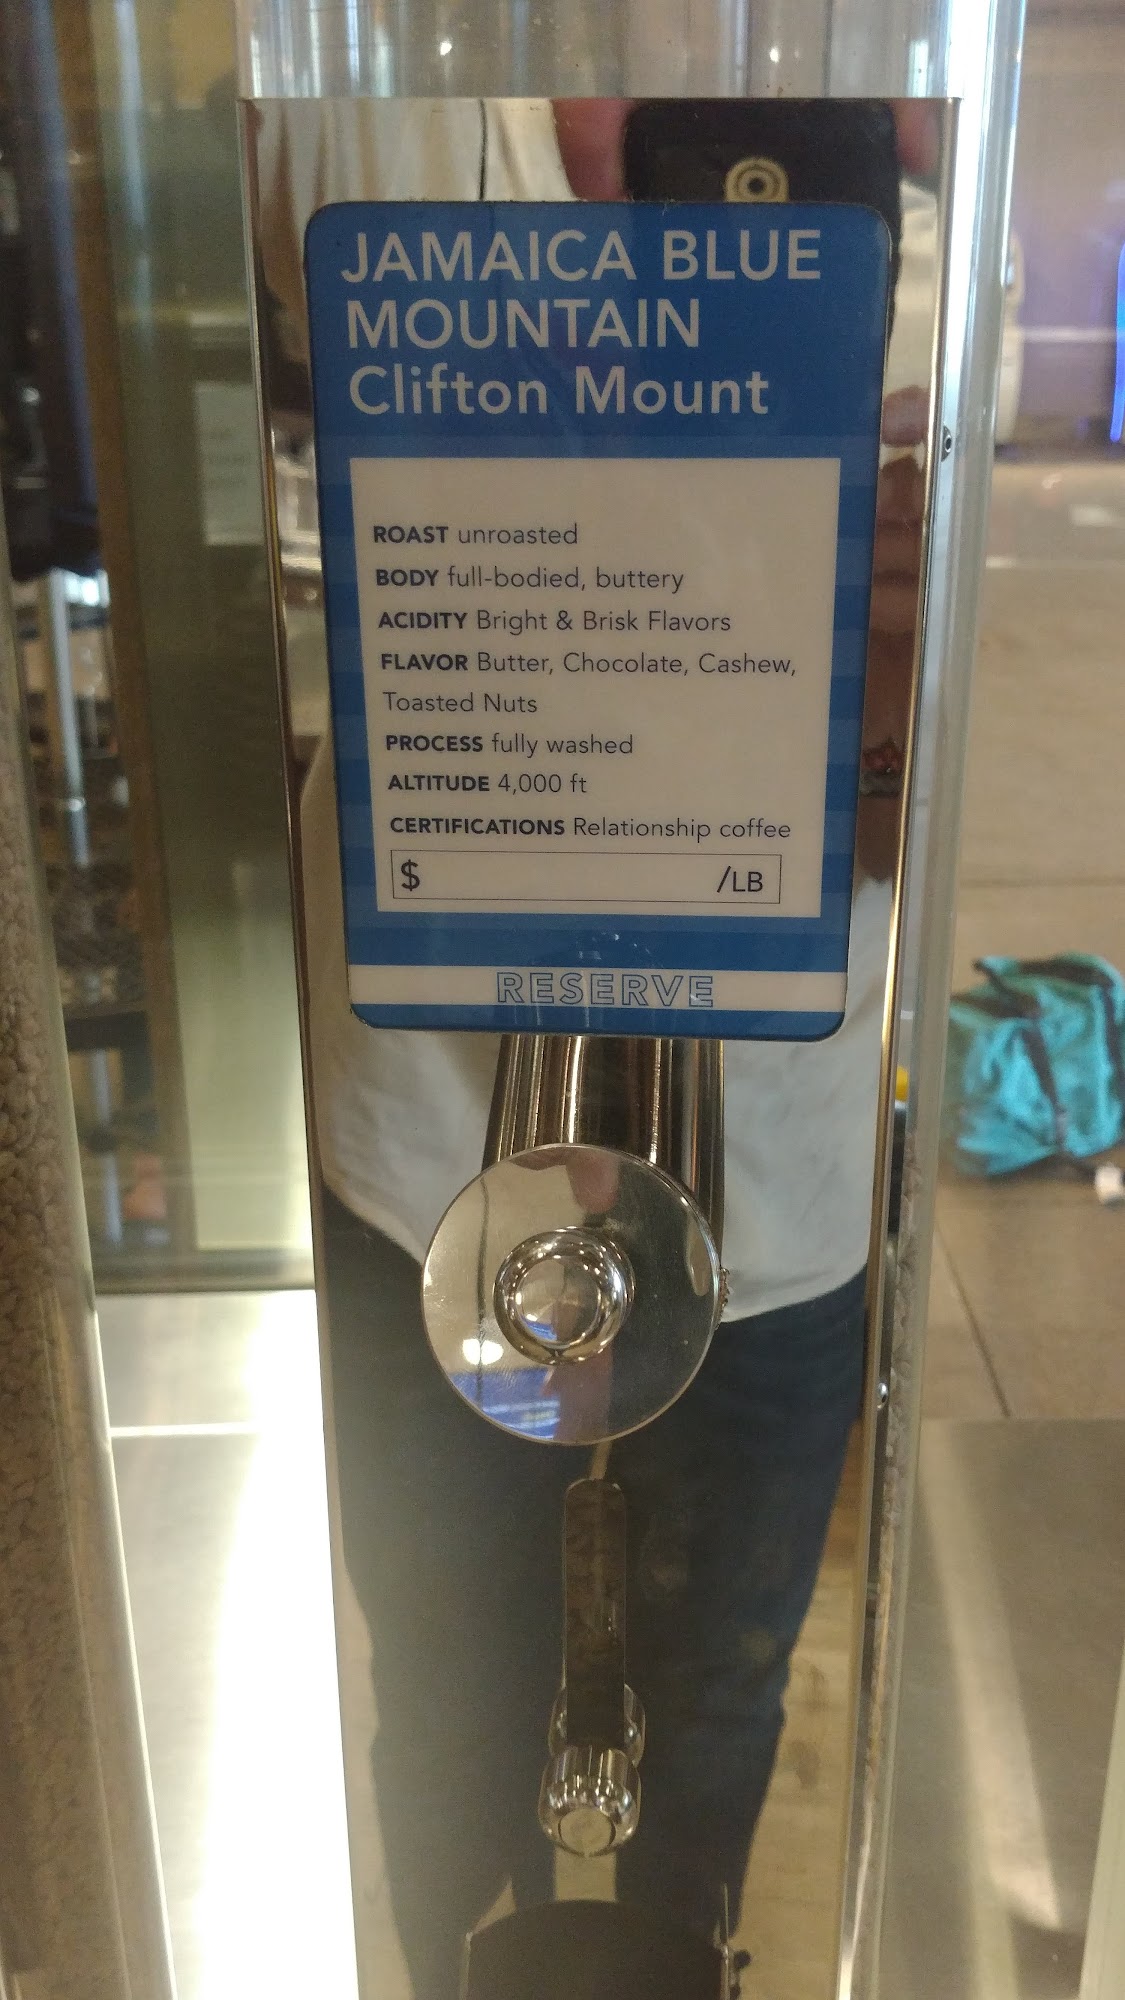 JAMAICA BLUE
MOUNTAIN
Clifton Mount
ROAST unroasted
BODY full-bodied, buttery
ACIDITY Bright & Brisk Flavors
FLAVOR Butter, Chocolate, Cashew,
Toasted Nuts
PROCESS fully washed
ALTITUDE 4,000 ft
CERTIFICATIONS Relationship coffee
$ /LB
RESERVE